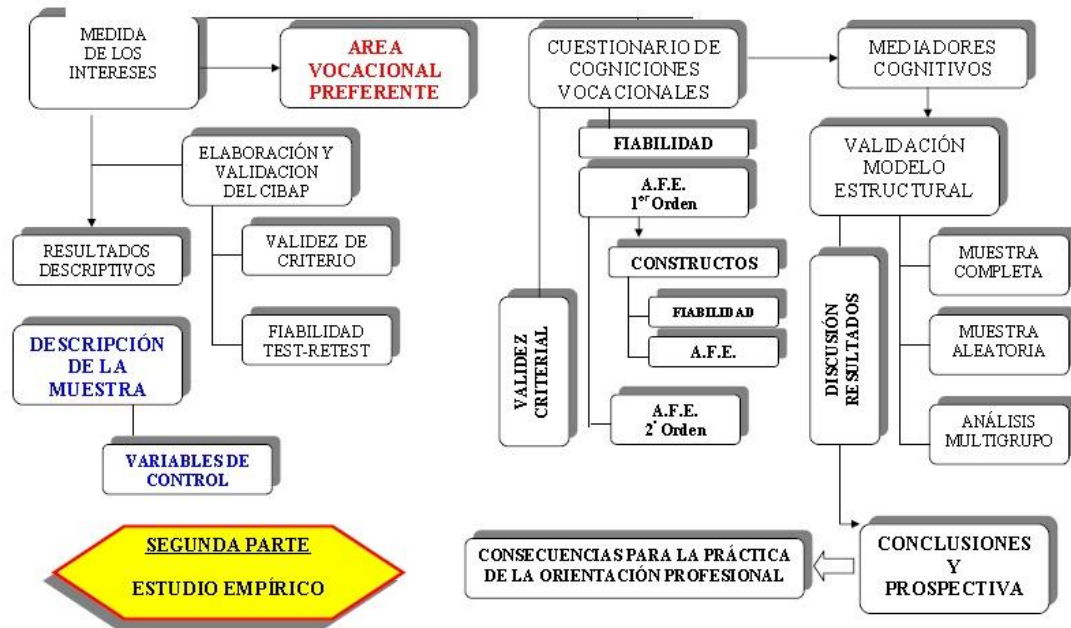 MEDIDA
DE LOS
INTERESES
AREA
VOCACIONAL
PREFERENTE
ELABORACIÓN Y
VALIDACION
DEL CIBAP
RESULTADOS
DESCRIPTIVOS
VALIDEZ DE
CRITERIO
FIABILIDAD
TEST-RETEST
DESCRIPCIÓN
DE LA
MUESTRA
VARIABLES DE
CONTROL
SEGUNDA PARTE
ESTUDIO EMPÍRICO
CUESTIONARIO DE
COGNICIONES
VOCACIONALES
FIABILIDAD
A.F.E.
1er Orden
CONSTRUCTOS
FIABILIDAD
A.F.E.
A.F.E.
2º Orden
VALIDEZ
CRITERIAL
MEDIADORES
COGNITIVOS
VALIDACIÓN
MODELO
ESTRUCTURAL
MUESTRA
COMPLETA
MUESTRA
ALEATORIA
ANÁLISIS
MULTIGRUPO
DISCUSIÓN
RESULTADOS
CONCLUSIONES
Y
PROSPECTIVA
CONSECUENCIAS PARA LA PRÁCTICA
DE LA ORIENTACIÓN PROFESIONAL